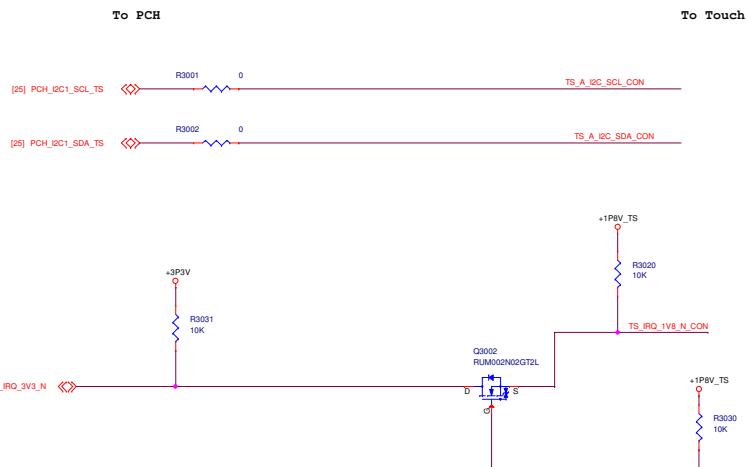 To PCH
To Touch
R3001
0
[25] PCH_I2C1_SCL_TS
TS_A_I2C_SCL_CON
R3002
0
[25] PCH_I2C1_SDA_TS
TS_A_I2C_SDA_CON
+1P8V_TS
R3020
10K
+3P3V
R3031
10K
TS_IRQ_1V8_N_CON
Q3002
RUM002N02GT2L
_IRQ_3V3_N
D
S
G
+1P8V_TS
R3030
10K